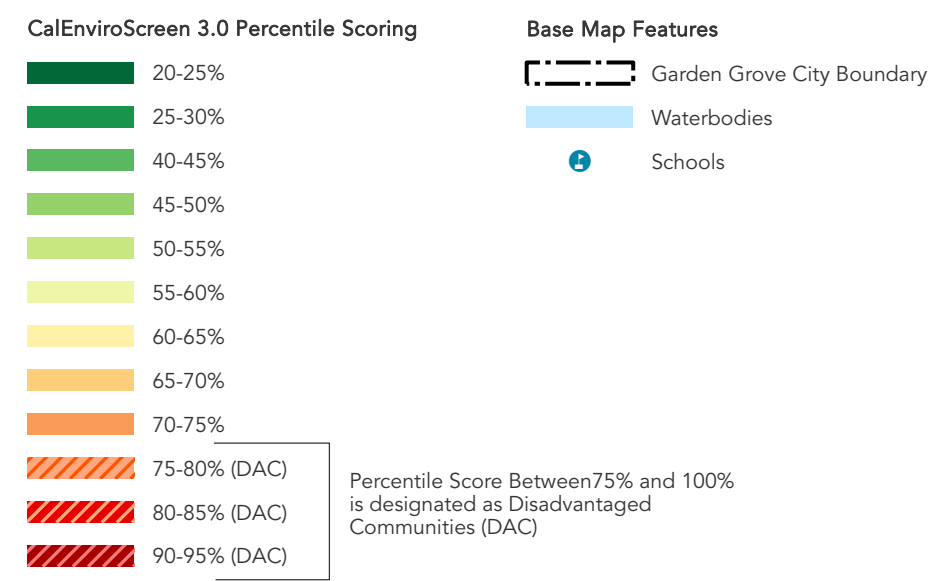 CalEnviroScreen 3.0 Percentile Scoring
20-25%
25-30%
40-45%
45-50%
50-55%
55-60%
60-65%
65-70%
70-75%
75-80% (DAC)
80-85% (DAC)
90-95% (DAC)
Percentile Score Between75% and 100%
is designated as Disadvantaged
Communities (DAC)
Base Map Features
Garden Grove City Boundary
Waterbodies
Schools